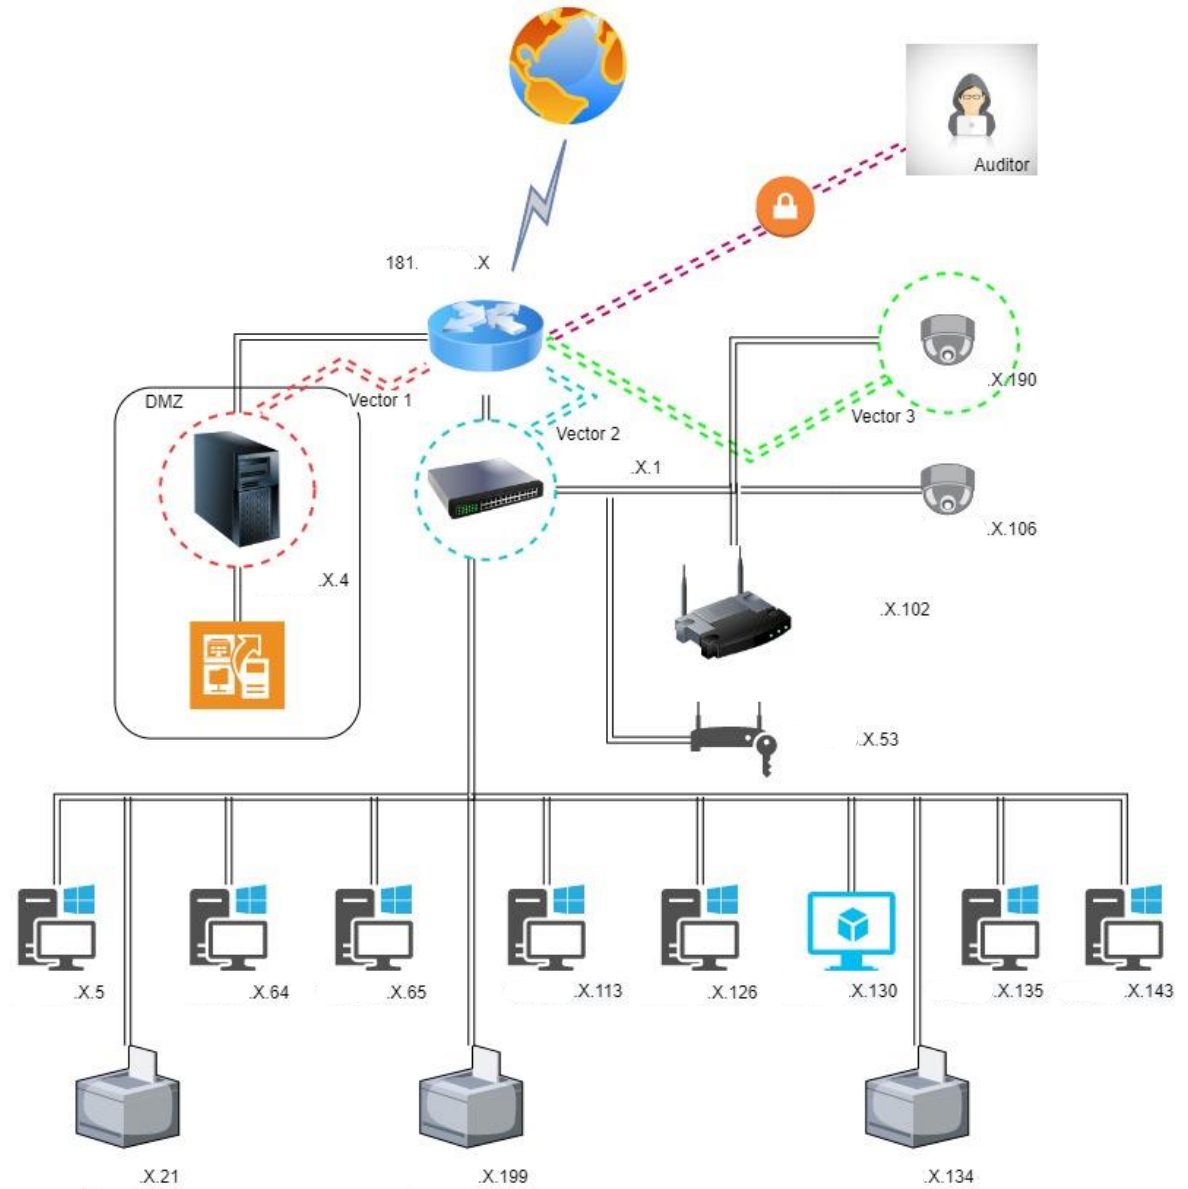 Auditor
181. .X
.X.190
DMZ
Vector 1
Vector 3
Vector 2
.X.1
.X.106
.X.4
.X.102
.X.53
.X.5
.X.64
.X.65
.X.113
.X.126
.X.130
.X.135
.X.143
.X.21
.X.199
.X.134